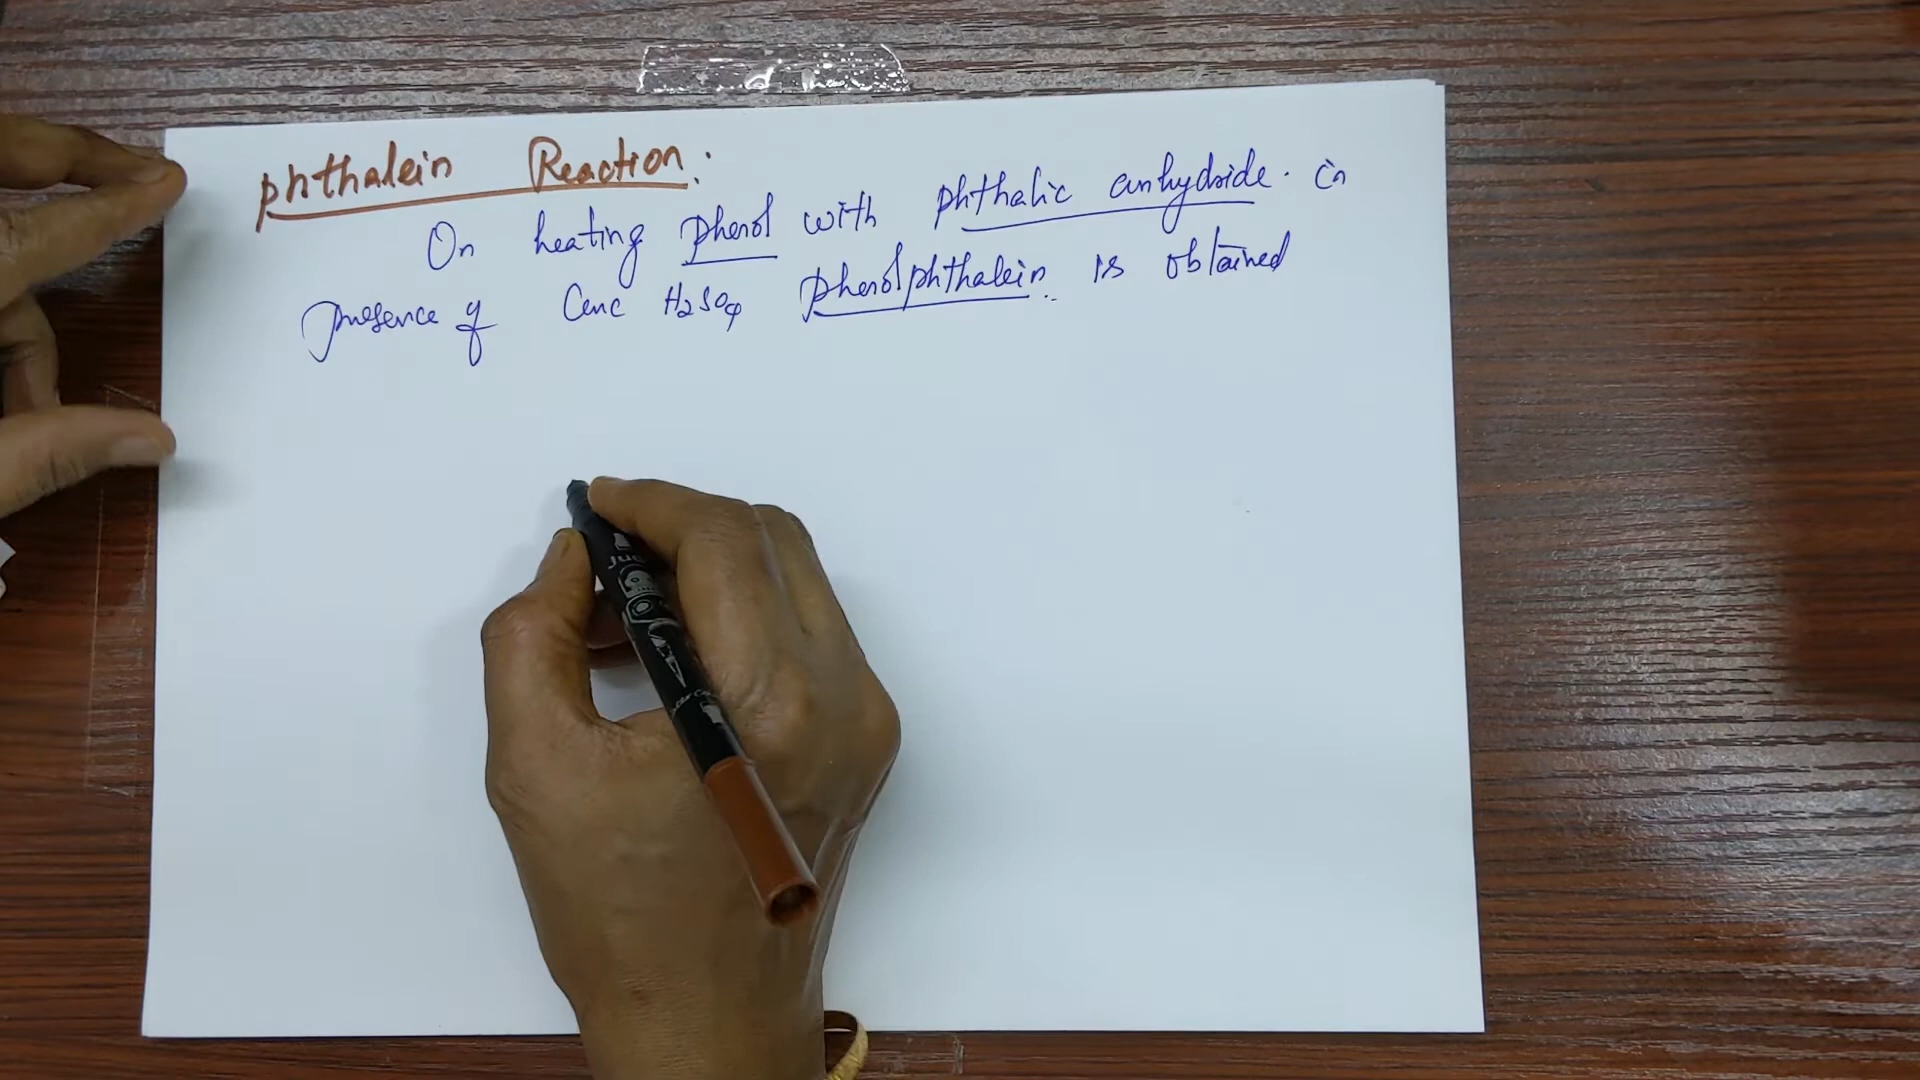 phthalein Reaction.
On heating phenol with phthalic anhydride. in
presence of Conc H2SO4 phenolphthalein is obtained